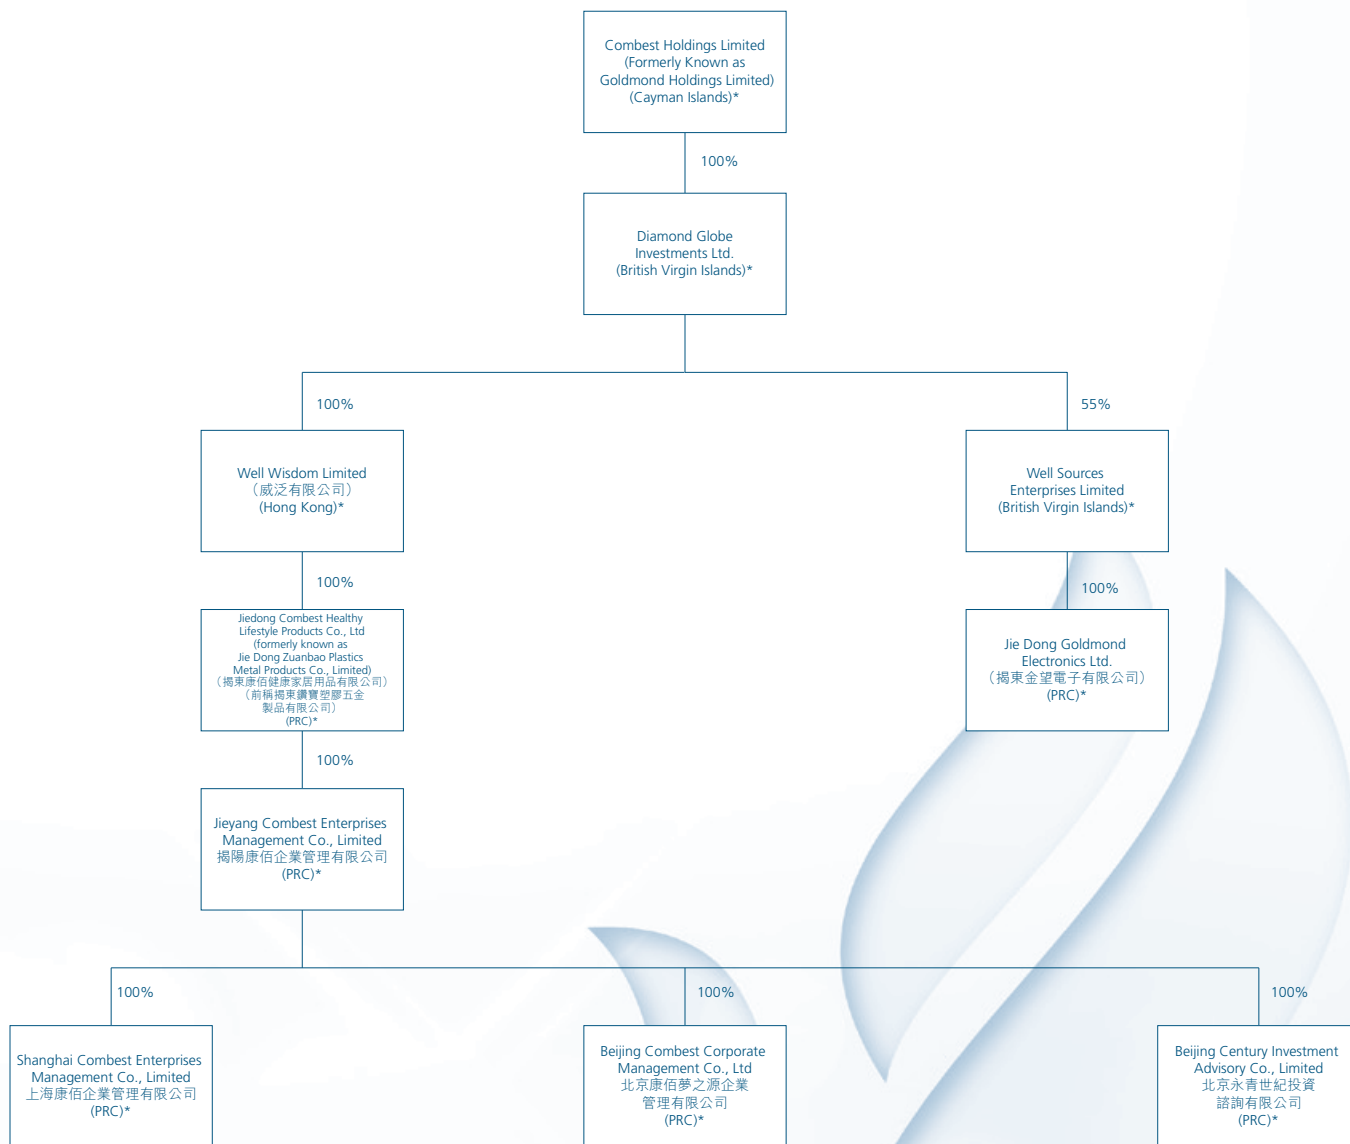 Combest Holdings Limited
(Formerly Known as
Goldmond Holdings Limited)
(Cayman Islands)*
100%
Diamond Globe
Investments Ltd.
(British Virgin Islands)*
100%
55%
Well Wisdom Limited
（威泛有限公司）
(Hong Kong)*
Well Sources
Enterprises Limited
(British Virgin Islands)*
100%
100%
Jiedong Combest Healthy
Lifestyle Products Co., Ltd
(formerly known as
Jie Dong Zuanbao Plastics
Metal Products Co., Limited)
（揭東康佰健康家居用品有限公司）
（前稱揭東鑽寶塑膠五金
製品有限公司）
(PRC)*
Jie Dong Goldmond
Electronics Ltd.
（揭東金望電子有限公司）
(PRC)*
100%
Jieyang Combest Enterprises
Management Co., Limited
揭陽康佰企業管理有限公司
(PRC)*
100%
100%
100%
Shanghai Combest Enterprises
Management Co., Limited
上海康佰企業管理有限公司
(PRC)*
Beijing Combest Corporate
Management Co., Ltd
北京康佰夢之源企業
管理有限公司
(PRC)*
Beijing Century Investment
Advisory Co., Limited
北京永青世紀投資
諮詢有限公司
(PRC)*